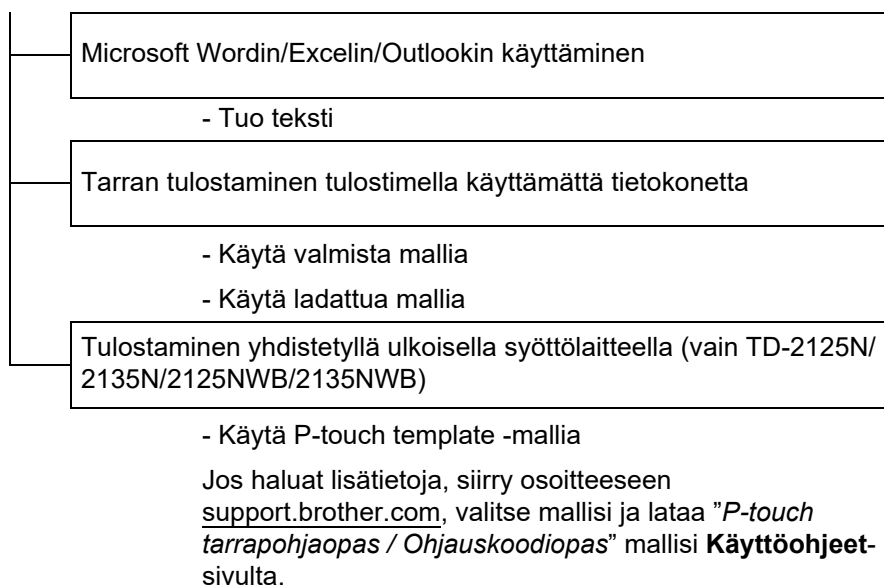 Microsoft Wordin/Excelin/Outlookin käyttäminen
- Tuo teksti
Tarran tulostaminen tulostimella käyttämättä tietokonetta
- Käytä valmista mallia
- Käytä ladattua mallia
Tulostaminen yhdistetyllä ulkoisella syöttölaitteella (vain TD-2125N/
2135N/2125NWB/2135NWB)
- Käytä P-touch template -mallia
Jos haluat lisätietoja, siirry osoitteeseen
support.brother.com, valitse mallisi ja lataa ”P-touch
tarrapohjaopas / Ohjauskoodiopas” mallisi Käyttöohjeet-
sivulta.